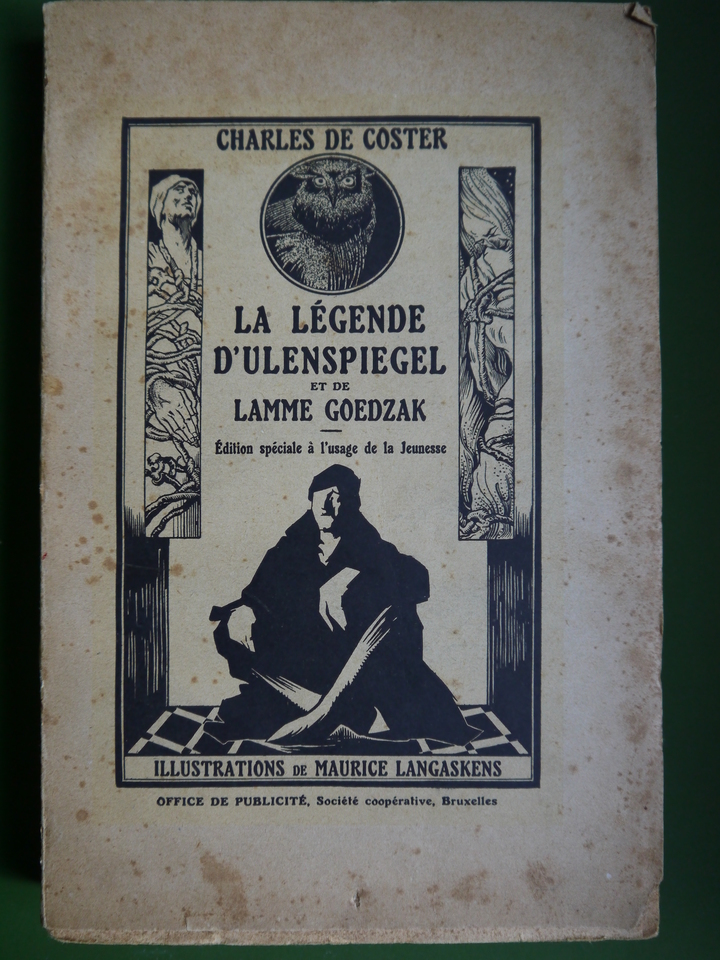 CHARLES DE COSTER
LA LÉGENDE
D'ULENSPIEGEL
ET DE
LAMME GOEDZAK
Édition spéciale à l'usage de la Jeunesse
ILLUSTRATIONS DE MAURICE LANGASKENS
OFFICE DE PUBLICITÉ, Société coopérative, Bruxelles